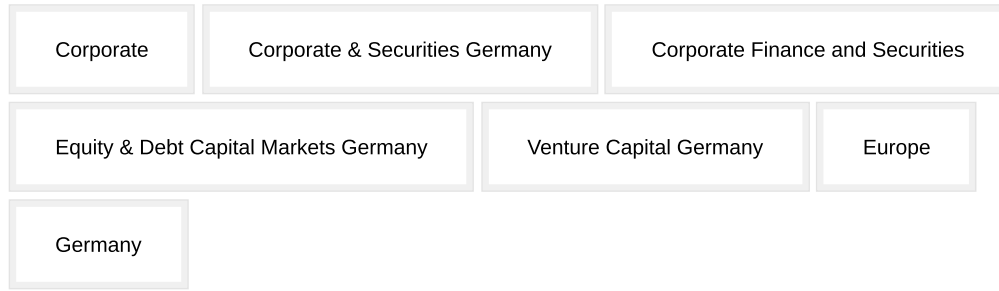 Corporate Corporate & Securities Germany Corporate Finance and Securities
Equity & Debt Capital Markets Germany Venture Capital Germany Europe
Germany